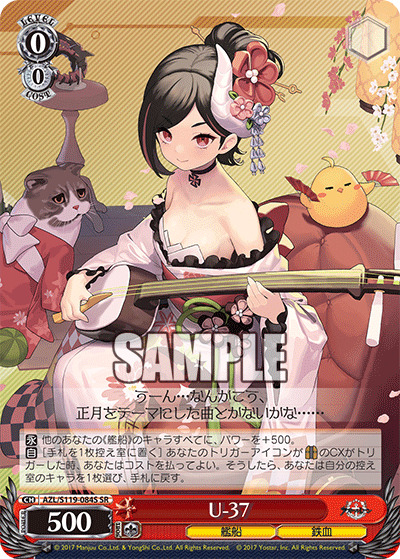 LEVEL
0
0
COST
SAMPLE
うーん……なんかこう、
正月をテーマにした曲とかないかな……
永 他のあなたの《艦船》のキャラすべてに、パワーを+500。
自 [手札を1枚控え室に置く] あなたのトリガーアイコンが
のCXがトリ
ガーした時、あなたはコストを払ってよい。そうしたら、あなたは自分の控え
室のキャラを1枚選び、手札に戻す。
CH AZL/S119-084S SR
500
U-37
艦船
鉄血
© 2017 Manjuu Co.,Ltd. & YongShi Co.,Ltd. All Rights Reserved. © 2017 Yostar, Inc. All Rights Reserved.